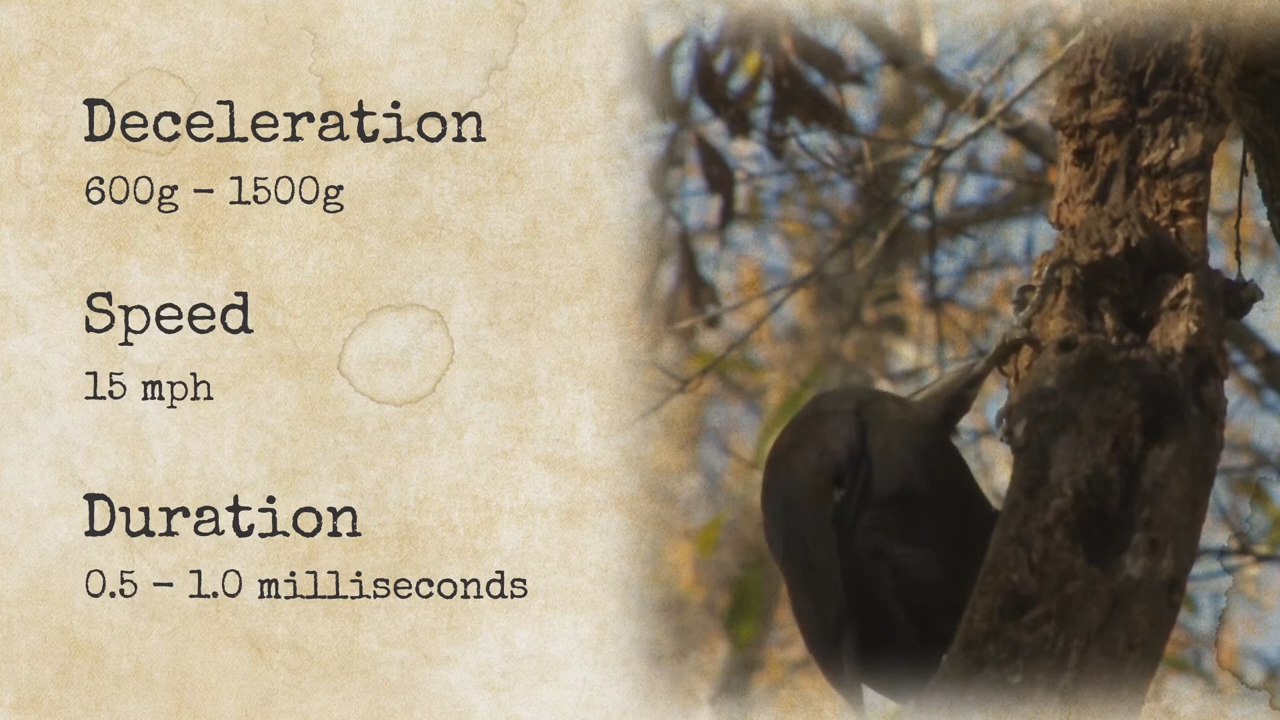 Deceleration
600g - 1500g
Speed
15 mph
Duration
0.5 - 1.0 milliseconds